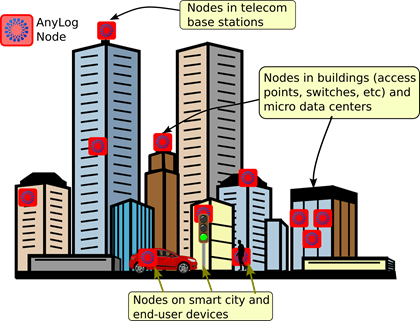 AnyLog
Node
Nodes in telecom
base stations
Nodes in buildings (access
points, switches, etc) and
micro data centers
Nodes on smart city and
end-user devices